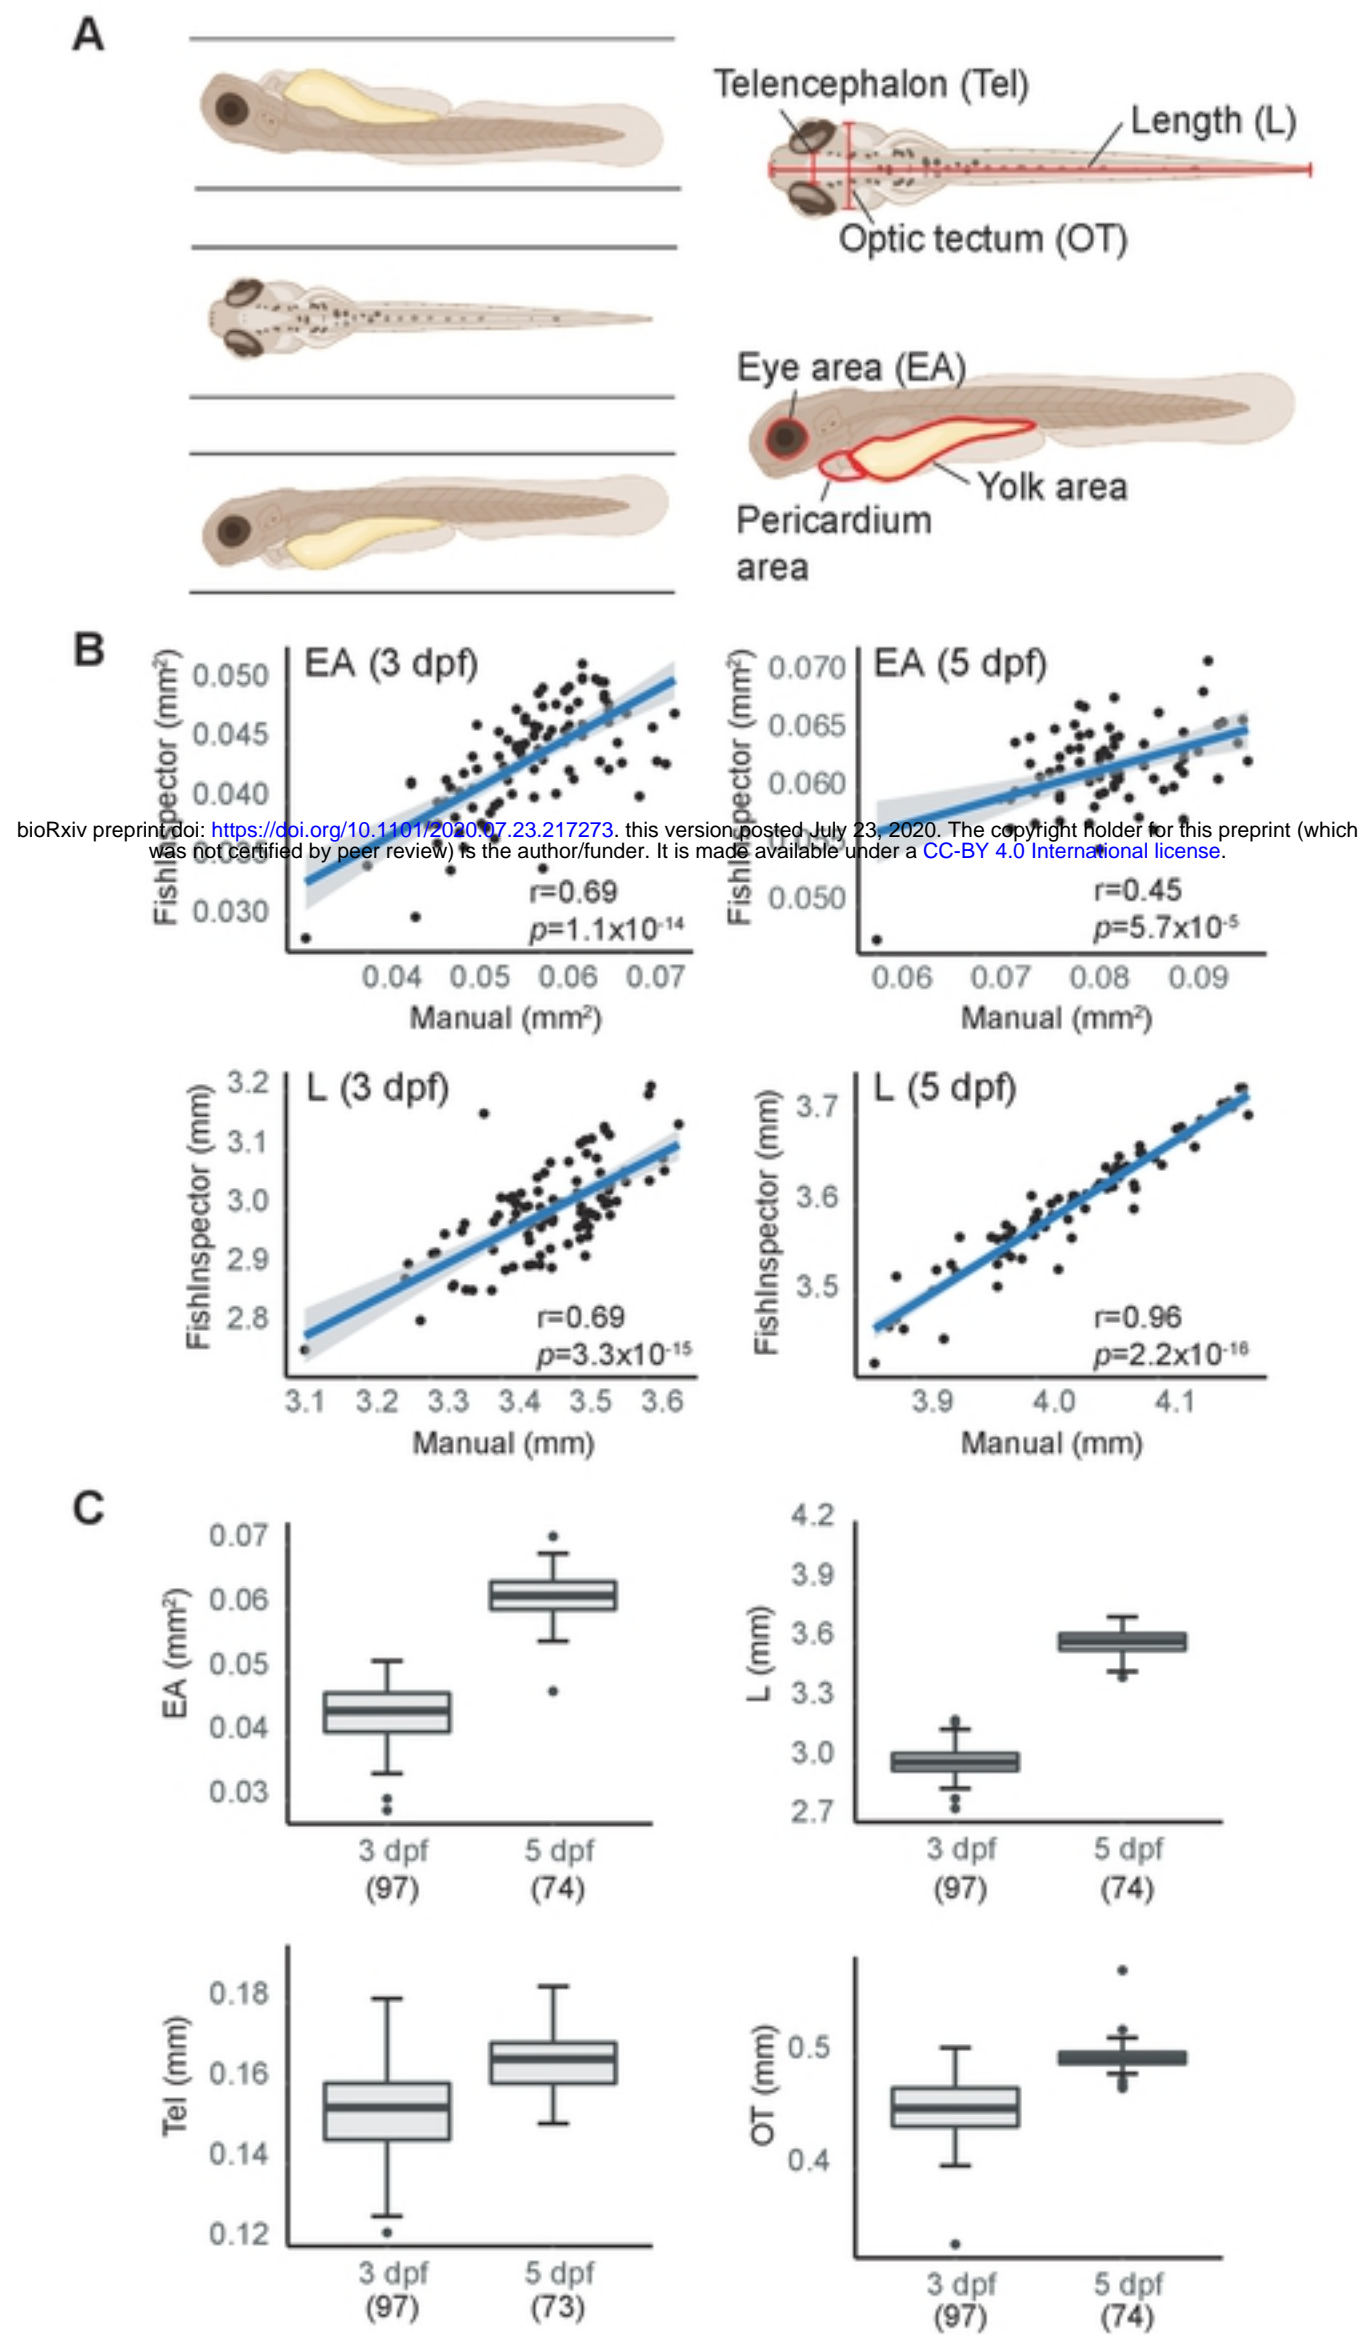 A
Telencephalon (Tel)
Length (L)
Optic tectum (OT)
Eye area (EA)
Yolk area
Pericardium
area
B
EA (3 dpf)
FishInspector (mm²)
0.050
0.045
0.040
0.035
0.030
r=0.69
p=1.1x10⁻¹⁴
0.04 0.05 0.06 0.07
Manual (mm²)
EA (5 dpf)
FishInspector (mm²)
0.070
0.065
0.060
0.055
0.050
r=0.45
p=5.7x10⁻⁵
0.06 0.07 0.08 0.09
Manual (mm²)
bioRxiv preprint doi: https://doi.org/10.1101/2020.07.23.217273. this version posted July 23, 2020. The copyright holder for this preprint (which
was not certified by peer review) is the author/funder. It is made available under a CC-BY 4.0 International license.
L (3 dpf)
FishInspector (mm)
3.2
3.1
3.0
2.9
2.8
r=0.69
p=3.3x10⁻¹⁵
3.1 3.2 3.3 3.4 3.5 3.6
Manual (mm)
L (5 dpf)
FishInspector (mm)
3.7
3.6
3.5
r=0.96
p=2.2x10⁻¹⁶
3.9 4.0 4.1
Manual (mm)
C
EA (mm²)
0.07
0.06
0.05
0.04
0.03
3 dpf 5 dpf
(97) (74)
L (mm)
4.2
3.9
3.6
3.3
3.0
2.7
3 dpf 5 dpf
(97) (74)
Tel (mm)
0.18
0.16
0.14
0.12
3 dpf 5 dpf
(97) (73)
OT (mm)
0.5
0.4
3 dpf 5 dpf
(97) (74)